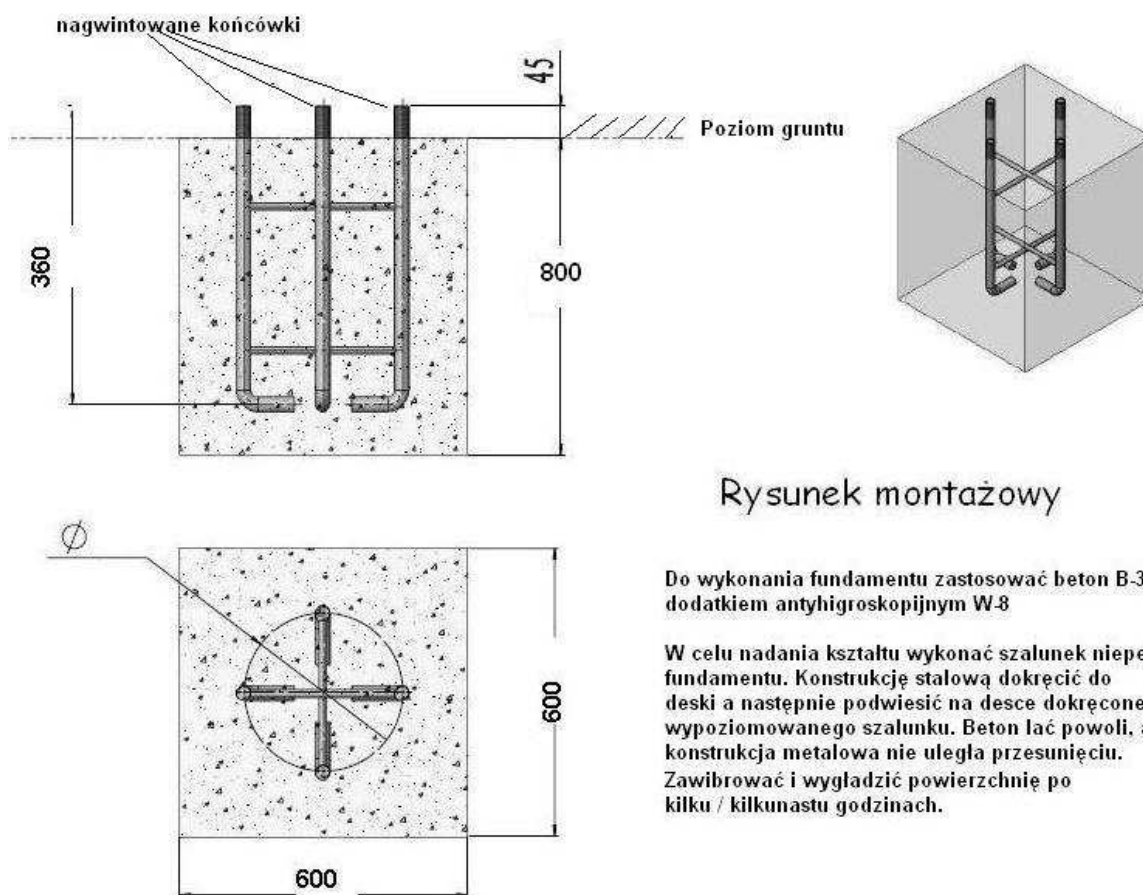 nagwintowane końcówki
45
Poziom gruntu
360
800
Rysunek montażowy
Ø
600
600
Do wykonania fundamentu zastosować beton B-3
dodatkiem antyhigroskopijnym W-8
W celu nadania kształtu wykonać szalunek niepe
fundamentu. Konstrukcję stalową dokręcić do
deski a następnie podwiesić na desce dokręcone
wypoziomowanego szalunku. Beton lać powoli, a
konstrukcja metalowa nie uległa przesunięciu.
Zawibrować i wygładzić powierzchnię po
kilku / kilkunastu godzinach.